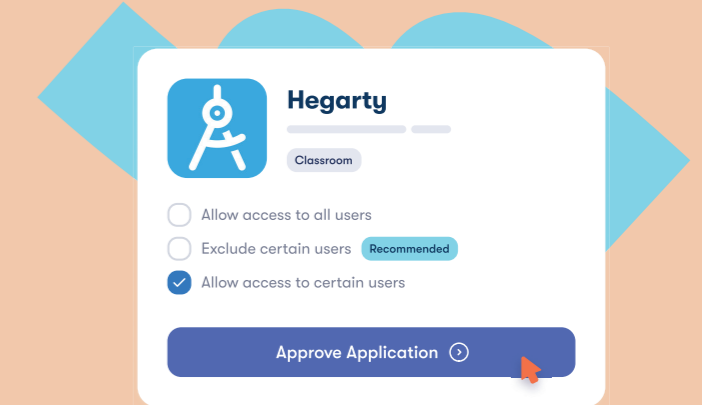 Hegarty
Classroom
Allow access to all users
Exclude certain users Recommended
Allow access to certain users
Approve Application